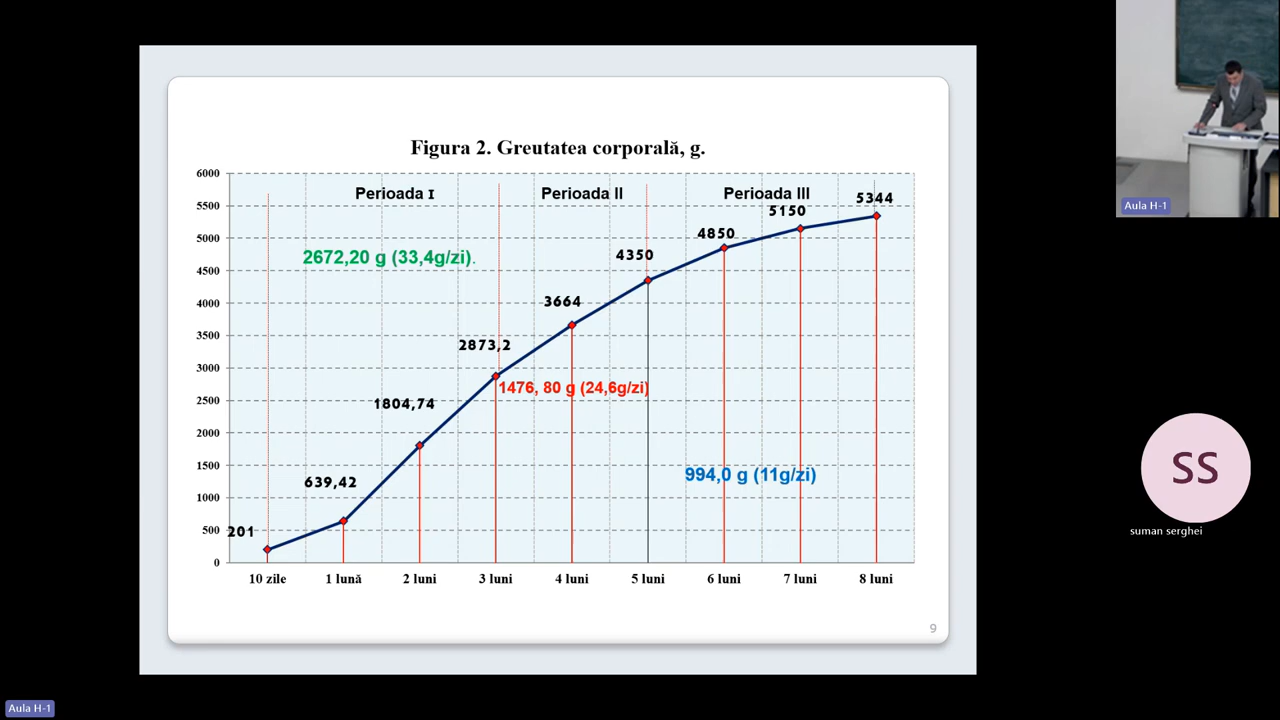 Figura 2. Greutatea corporală, g.
6000
5500
5000
4500
4000
3500
3000
2500
2000
1500
1000
500
0
Perioada I
Perioada II
Perioada III
2672,20 g (33,4g/zi).
1476, 80 g (24,6g/zi)
994,0 g (11g/zi)
201
639,42
1804,74
2873,2
3664
4350
4850
5150
5344
10 zile
1 lună
2 luni
3 luni
4 luni
5 luni
6 luni
7 luni
8 luni
9
Aula H-1
SS
suman serghei
Aula H-1